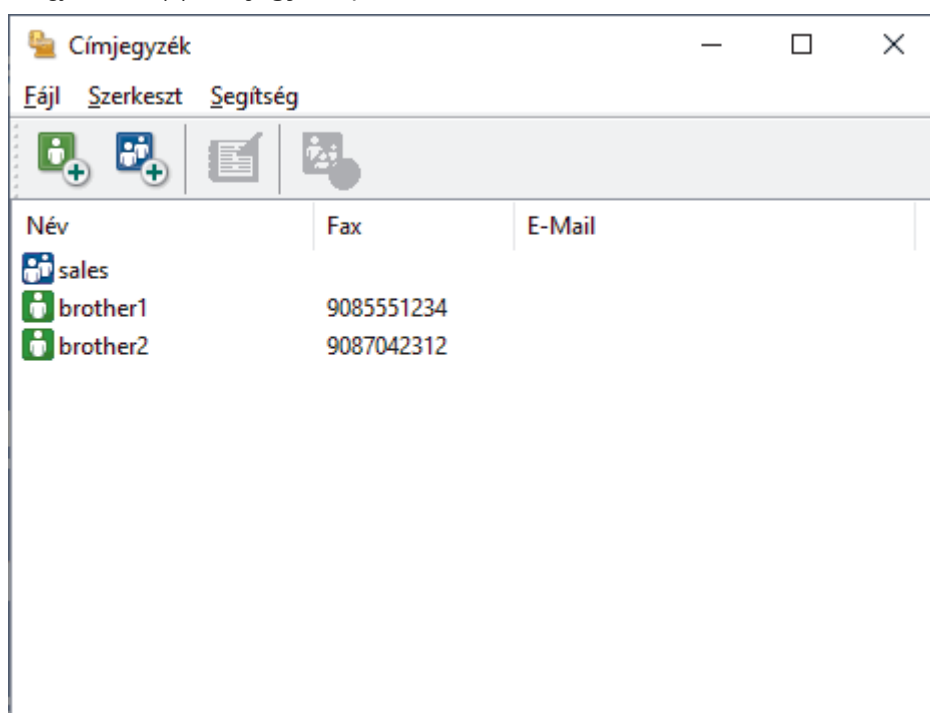 Címjegyzék
Fájl Szerkeszt Segítség
Név Fax E-Mail
sales
brother1 9085551234
brother2 9087042312